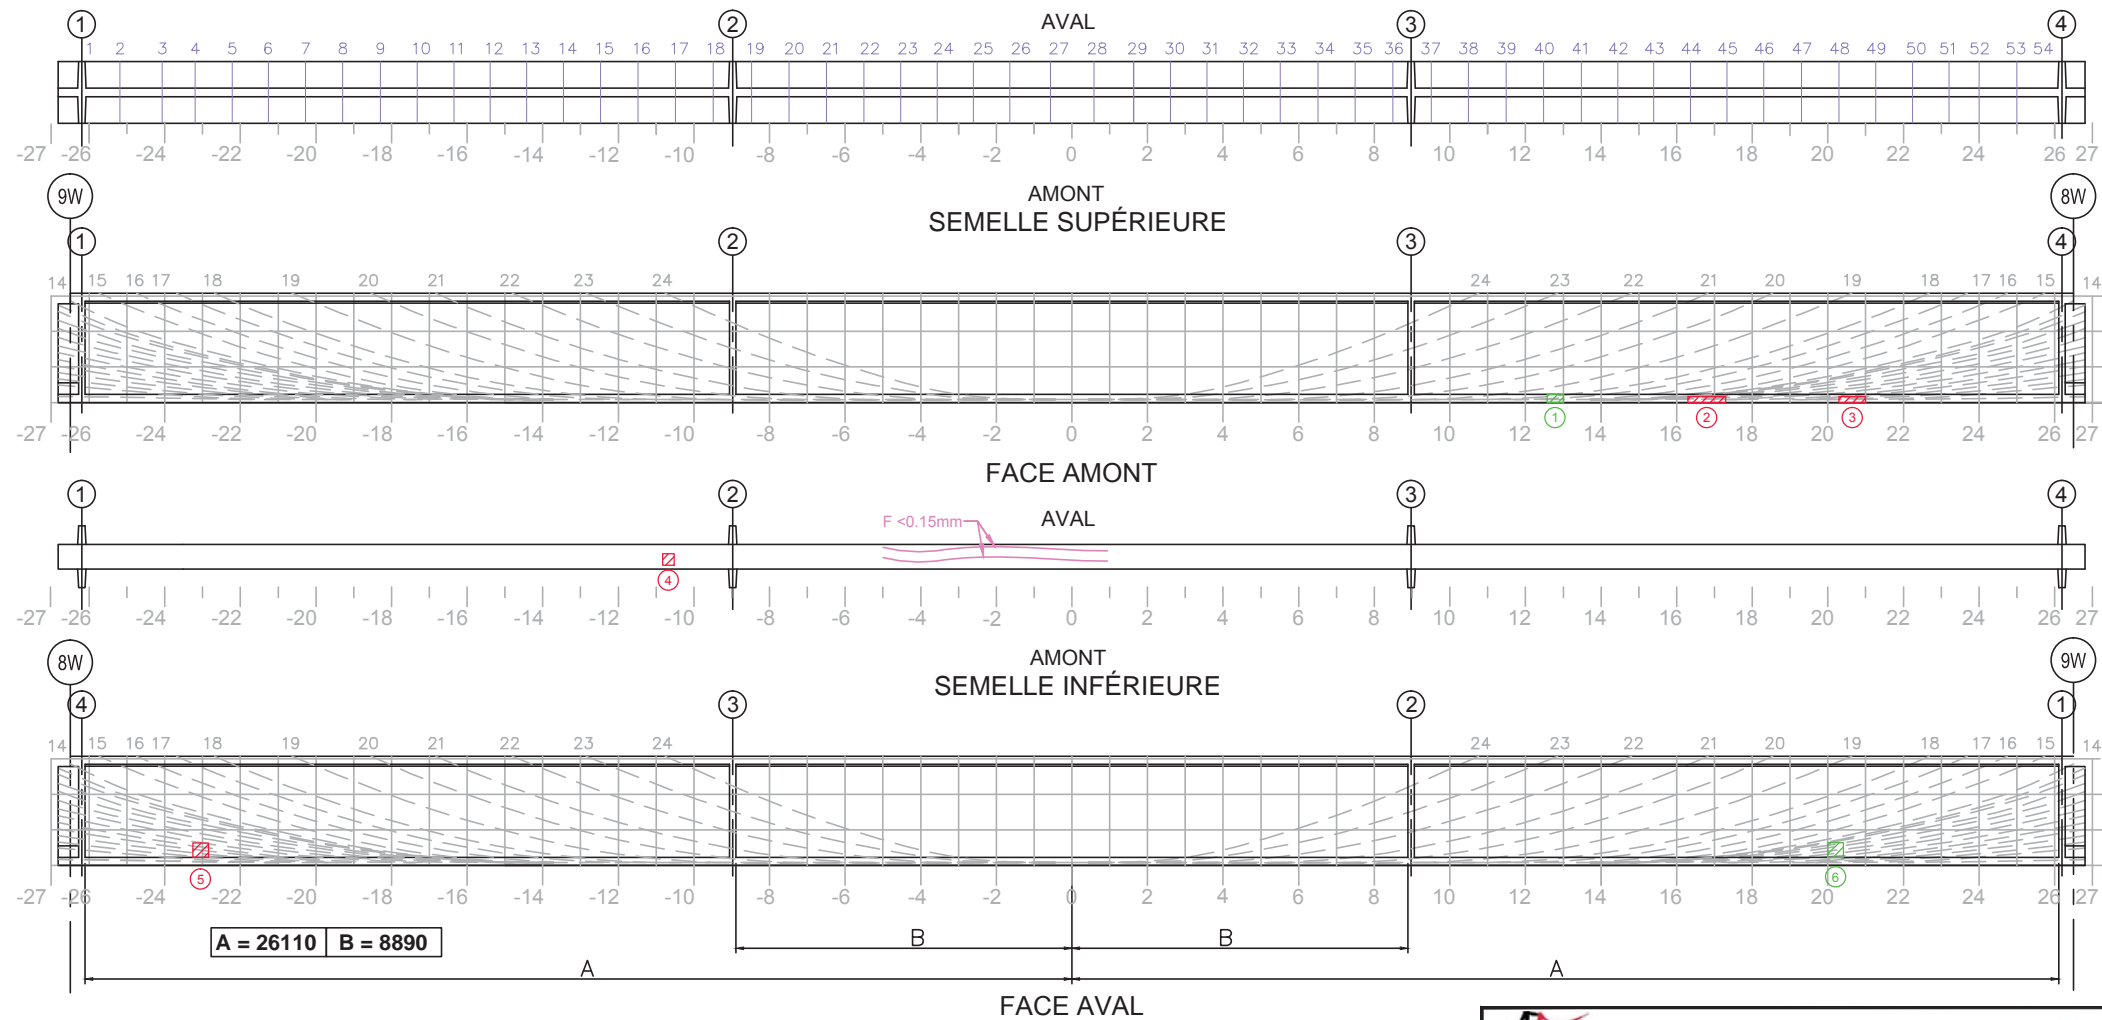 1 2 AVAL 3 4
1 2 3 4 5 6 7 8 9 10 11 12 13 14 15 16 17 18 19 20 21 22 23 24 25 26 27 28 29 30 31 32 33 34 35 36 37 38 39 40 41 42 43 44 45 46 47 48 49 50 51 52 53 54
-27 -26 -24 -22 -20 -18 -16 -14 -12 -10 -8 -6 -4 -2 0 2 4 6 8 10 12 14 16 18 20 22 24 26 27
9W AMONT 8W
SEMELLE SUPÉRIEURE
1 2 3 4
14 15 16 17 18 19 20 21 22 23 24 24 23 22 21 20 19 18 17 16 15 14
1 2 3
-27 -26 -24 -22 -20 -18 -16 -14 -12 -10 -8 -6 -4 -2 0 2 4 6 8 10 12 14 16 18 20 22 24 26 27
FACE AMONT
1 2 3 4
F <0.15mm AVAL
4
-27 -26 -24 -22 -20 -18 -16 -14 -12 -10 -8 -6 -4 -2 0 2 4 6 8 10 12 14 16 18 20 22 24 26 27
8W AMONT 9W
SEMELLE INFÉRIEURE
4 3 2 1
14 15 16 17 18 19 20 21 22 23 24 24 23 22 21 20 19 18 17 16 15 14
5 6
-27 -26 -24 -22 -20 -18 -16 -14 -12 -10 -8 -6 -4 -2 0 2 4 6 8 10 12 14 16 18 20 22 24 26 27
A = 26110 B = 8890 B B
A A
FACE AVAL